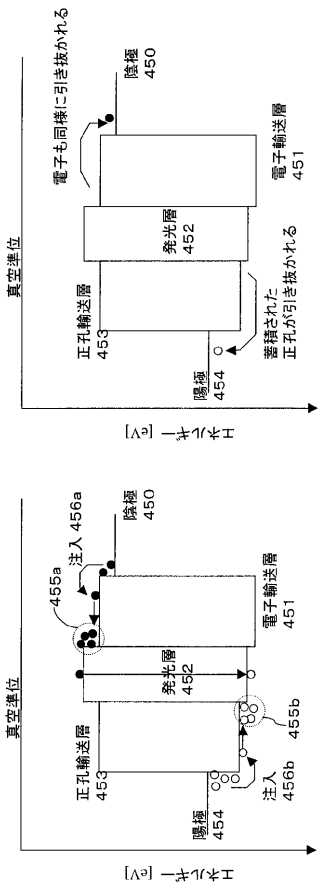 真空準位
エネルギー [eV]
陽極
454
正孔輸送層
453
発光層
452
電子輸送層
451
陰極
450
電子も同様に引き抜かれる
蓄積された
正孔が引き抜かれる
真空準位
エネルギー [eV]
陽極
454
正孔輸送層
453
発光層
452
電子輸送層
451
陰極
450
455a
注入 456a
注入
456b
455b